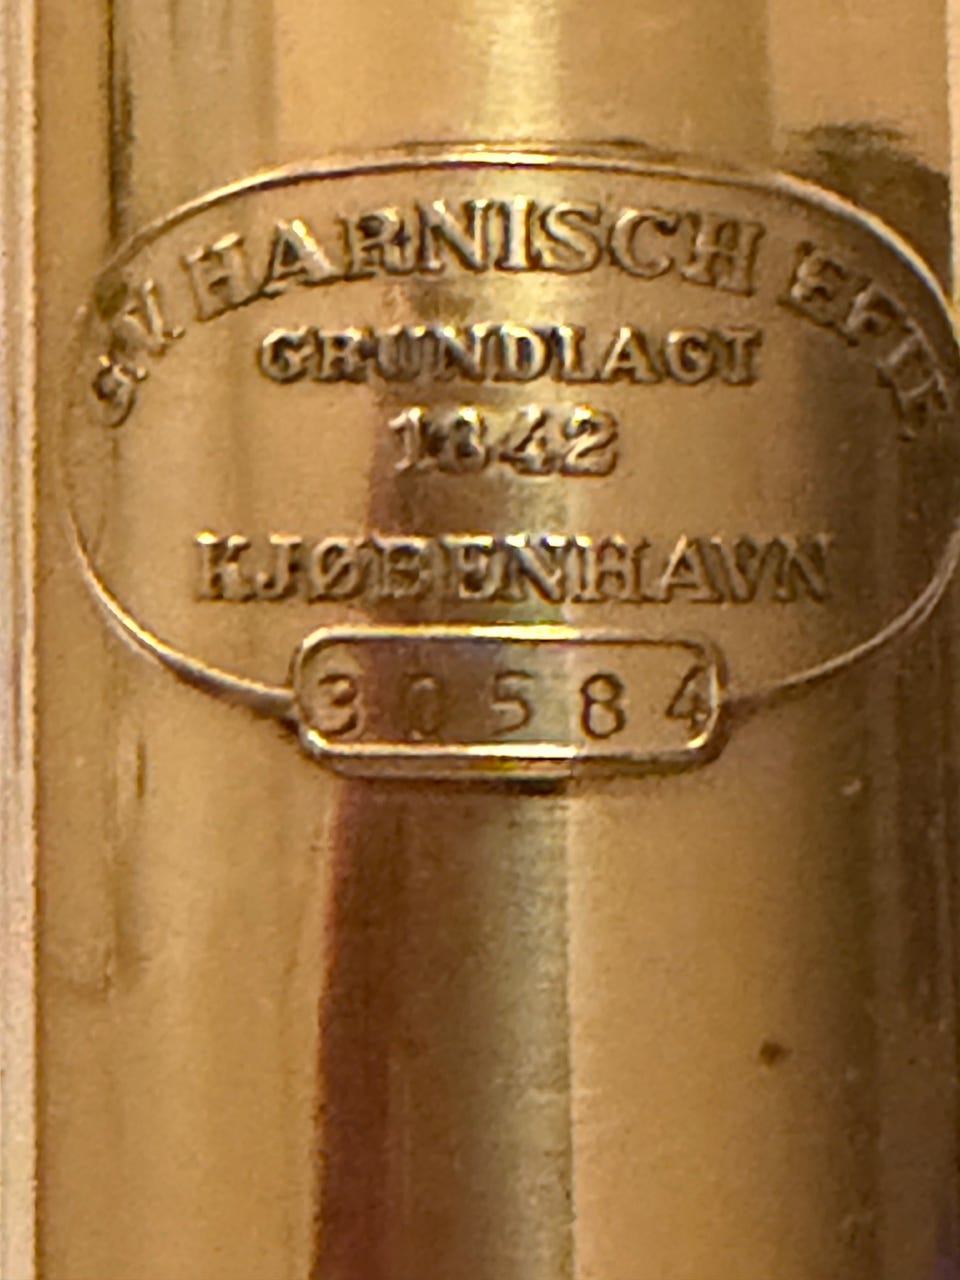 G.V. HARNISCH EFTF
GRUNDLAGT
1842
KJØBENHAVN
30584